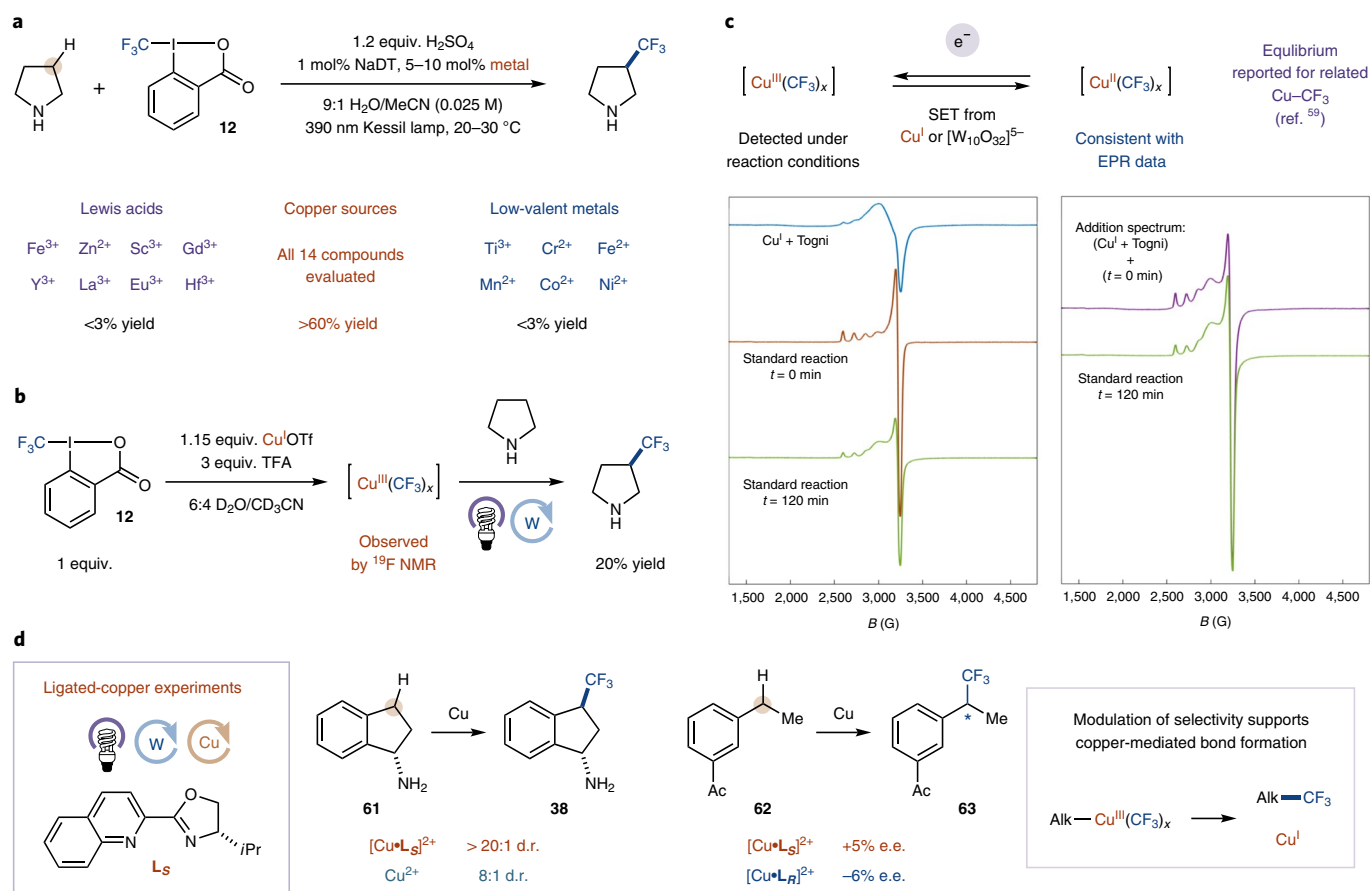 a
H
N
H
+
F3C
I
O
O
12
1.2 equiv. H2SO4
1 mol% NaDT, 5–10 mol% metal
9:1 H2O/MeCN (0.025 M)
390 nm Kessil lamp, 20–30 °C
CF3
N
H
Lewis acids
Fe3+ Zn2+ Sc3+ Gd3+
Y3+ La3+ Eu3+ Hf3+
<3% yield
Copper sources
All 14 compounds
evaluated
>60% yield
Low-valent metals
Ti3+ Cr2+ Fe2+
Mn2+ Co2+ Ni2+
<3% yield
b
F3C
I
O
O
12
1 equiv.
1.15 equiv. CuIOTf
3 equiv. TFA
6:4 D2O/CD3CN
[CuIII(CF3)x]
Observed
by 19F NMR
N
H
W
CF3
N
H
20% yield
c
e–
[CuIII(CF3)x]
Detected under
reaction conditions
SET from
CuI or [W10O32]5–
[CuII(CF3)x]
Consistent with
EPR data
Equlibrium
reported for related
Cu–CF3
(ref. 59)
CuI + Togni
Standard reaction
t = 0 min
Standard reaction
t = 120 min
1,500 2,000 2,500 3,000 3,500 4,000 4,500
B (G)
Addition spectrum:
(CuI + Togni)
+
(t = 0 min)
Standard reaction
t = 120 min
1,500 2,000 2,500 3,000 3,500 4,000 4,500
B (G)
d
Ligated-copper experiments
W
Cu
N
O
N
iPr
LS
H
NH2
61
Cu
CF3
NH2
38
[Cu•LS]2+ > 20:1 d.r.
Cu2+ 8:1 d.r.
H
Me
Ac
62
Cu
CF3
*
Me
Ac
63
[Cu•LS]2+ +5% e.e.
[Cu•LR]2+ –6% e.e.
Modulation of selectivity supports
copper-mediated bond formation
Alk—CuIII(CF3)x
Alk—CF3
CuI